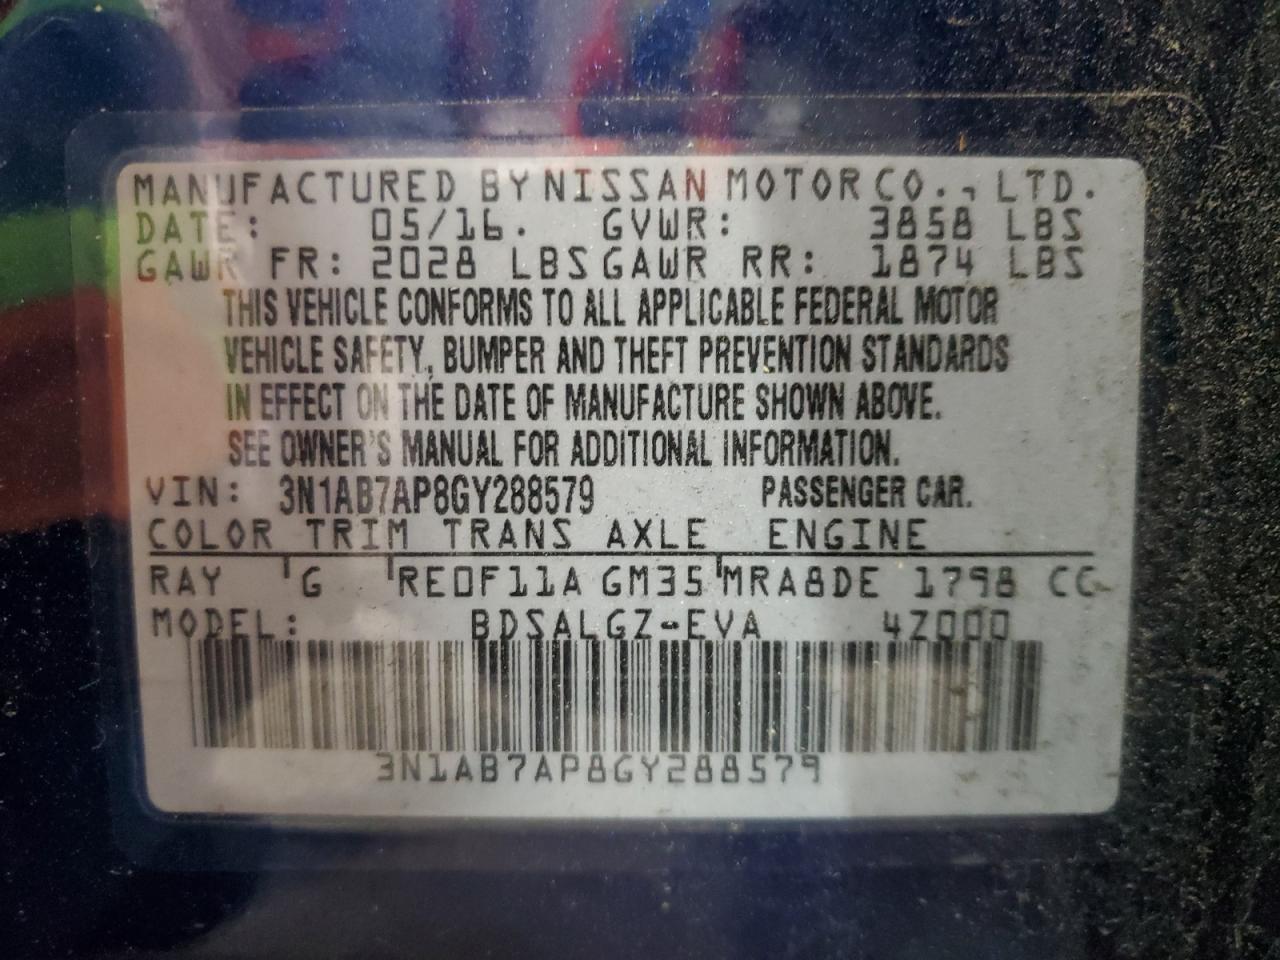 MANUFACTURED BY NISSAN MOTOR CO., LTD.
DATE: 05/16. GVWR: 3858 LBS
GAWR FR: 2028 LBS GAWR RR: 1874 LBS
THIS VEHICLE CONFORMS TO ALL APPLICABLE FEDERAL MOTOR
VEHICLE SAFETY, BUMPER AND THEFT PREVENTION STANDARDS
IN EFFECT ON THE DATE OF MANUFACTURE SHOWN ABOVE.
SEE OWNER'S MANUAL FOR ADDITIONAL INFORMATION.
VIN: 3N1AB7AP8GY288579 PASSENGER CAR.
COLOR TRIM TRANS AXLE ENGINE
RAY G RE0F11A GM35 MRA8DE 1798 CC
MODEL: BDSALGZ-EVA 4Z000
3N1AB7AP8GY288579